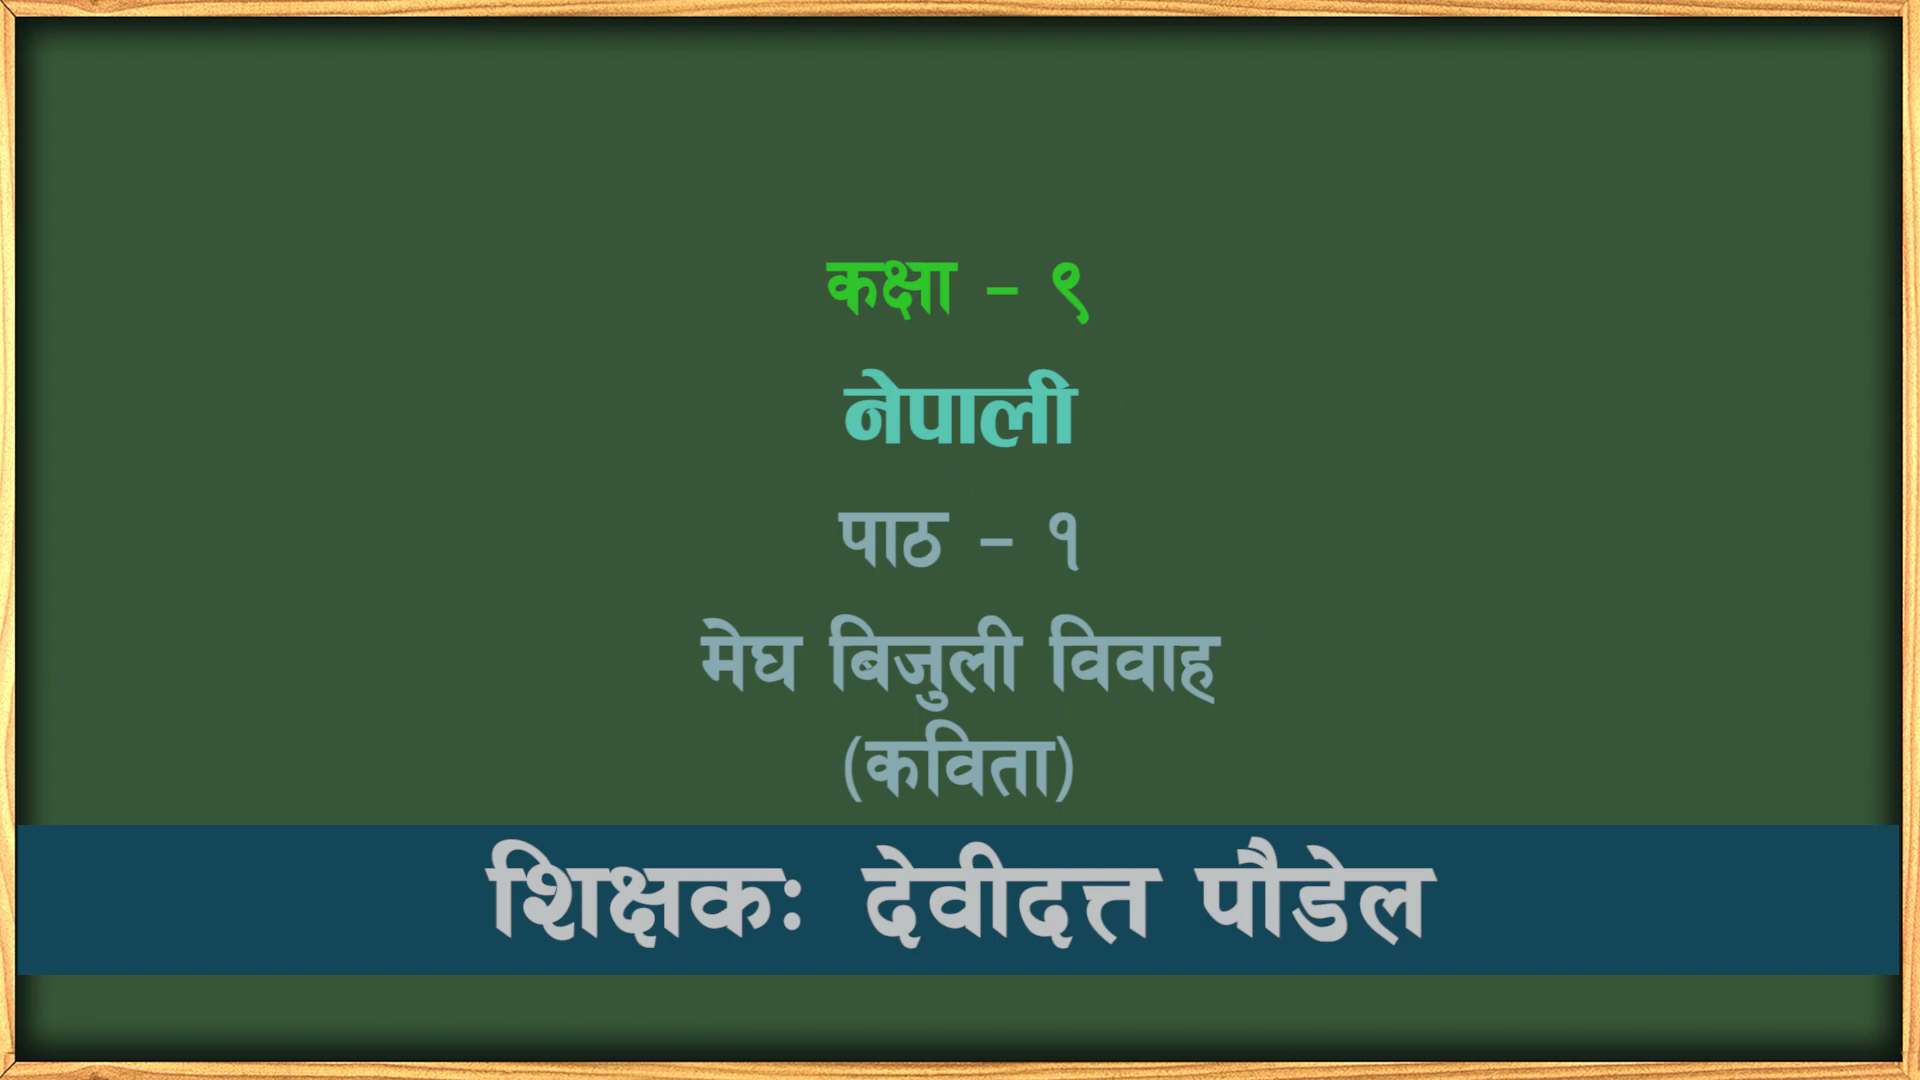 कक्षा - ९
नेपाली
पाठ - १
मेघ बिजुली विवाह
(कविता)
शिक्षकः देवीदत्त पौडेल